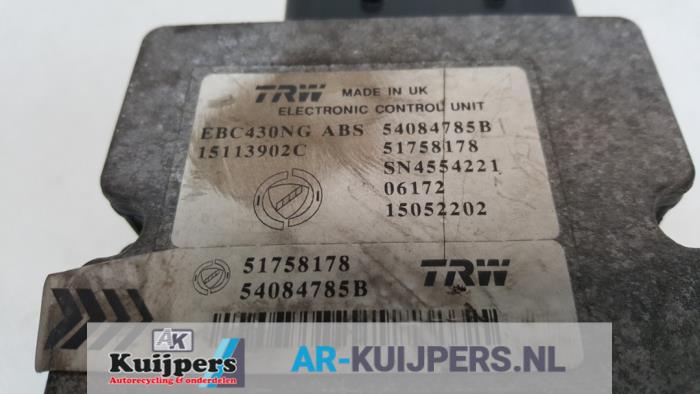 TRW MADE IN UK
ELECTRONIC CONTROL UNIT
EBC430NG ABS 54084785B
15113902C 51758178
SN4554221
06172
15052202
51758178 TRW
54084785B
AK
Kuijpers
Autorecycling & onderdelen
AR-KUIJPERS.NL